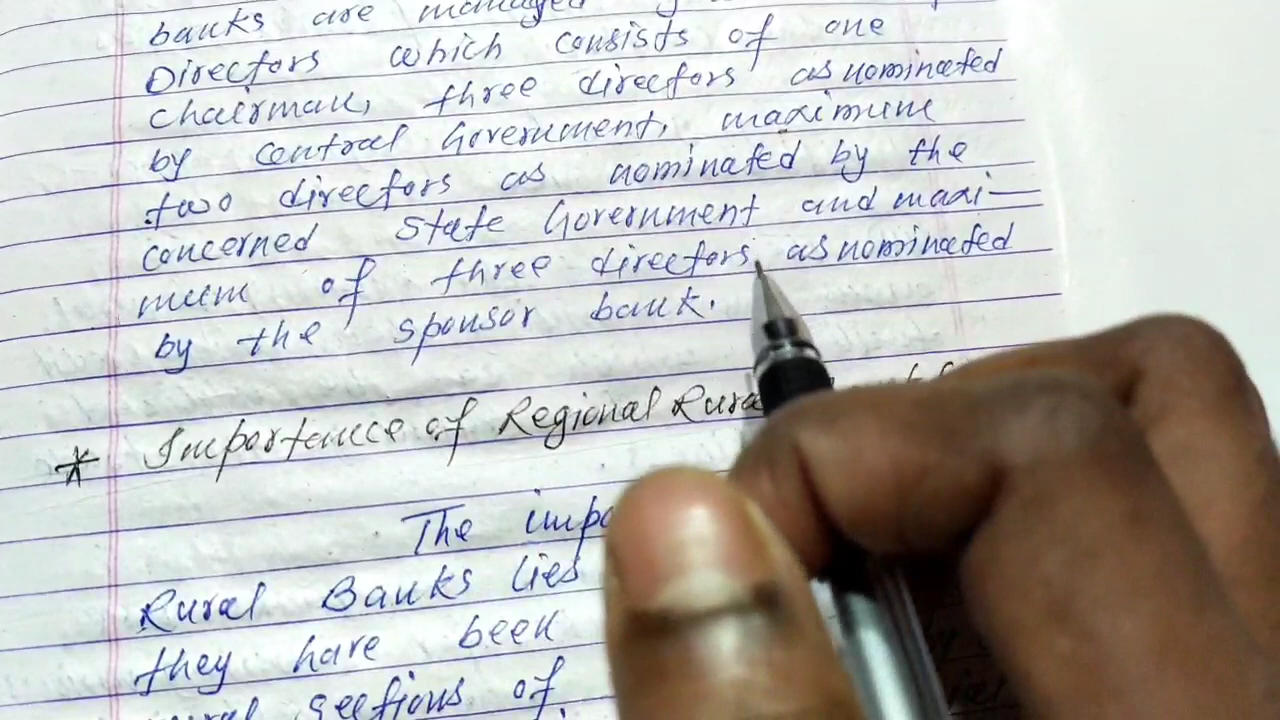 banks are managed
Directors which consists of one
chairman, three directors as nominated
by central Government, maximum
two directors as nominated by the
concerned State Government and maxi-
mum of three directors as nominated
by the sponsor bank.
* Importance of Regional Rura
The impo
Rural Banks lies
they have been
rural sections of